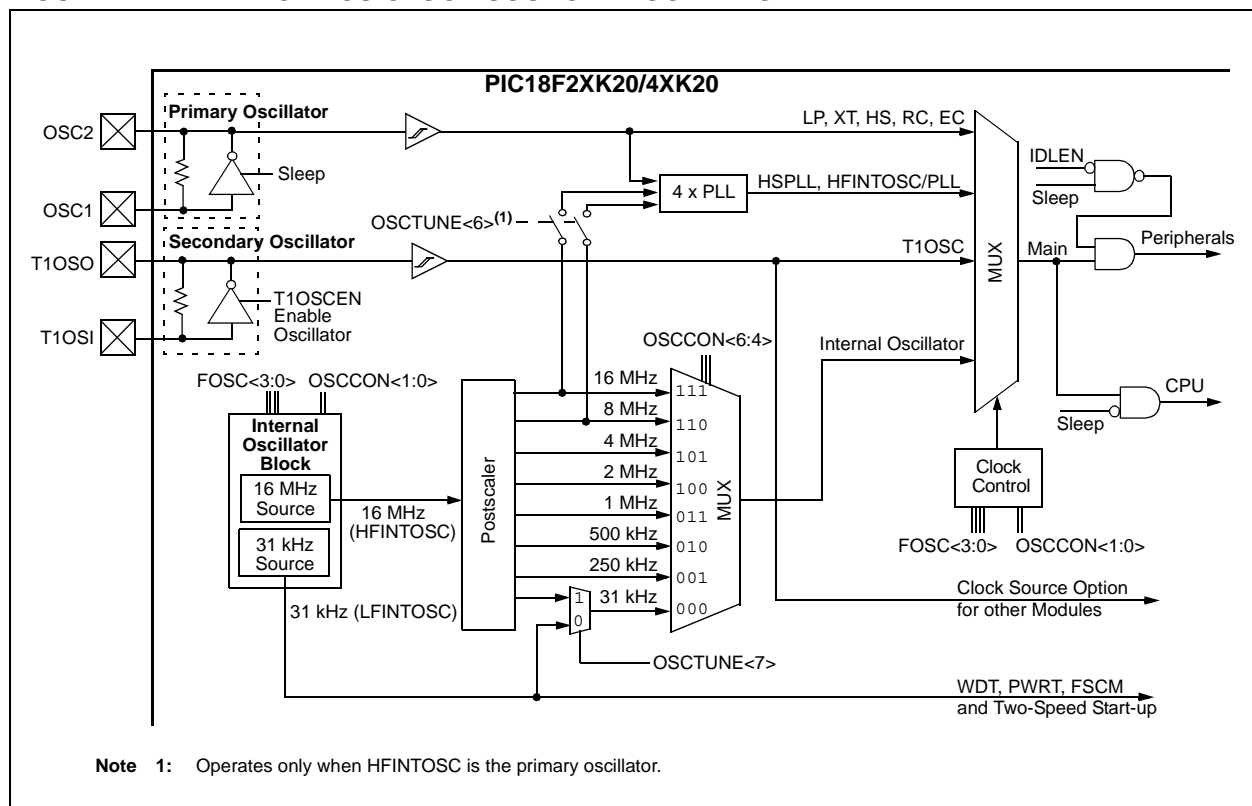 PIC18F2XK20/4XK20
Primary Oscillator
OSC2
Sleep
OSC1
LP, XT, HS, RC, EC
4 x PLL
HSPLL, HFINTOSC/PLL
OSCTUNE<6>(1)
IDLEN
Sleep
Secondary Oscillator
T1OSO
T1OSCEN
Enable
Oscillator
T1OSI
T1OSC
MUX
Main
Peripherals
OSCCON<6:4>
Internal Oscillator
CPU
Sleep
FOSC<3:0>
OSCCON<1:0>
Internal
Oscillator
Block
16 MHz
Source
31 kHz
Source
16 MHz
(HFINTOSC)
31 kHz (LFINTOSC)
Postscaler
16 MHz
8 MHz
4 MHz
2 MHz
1 MHz
500 kHz
250 kHz
31 kHz
1
0
111
110
101
100
011
010
001
000
MUX
OSCTUNE<7>
Clock
Control
FOSC<3:0>
OSCCON<1:0>
Clock Source Option
for other Modules
WDT, PWRT, FSCM
and Two-Speed Start-up
Note 1: Operates only when HFINTOSC is the primary oscillator.